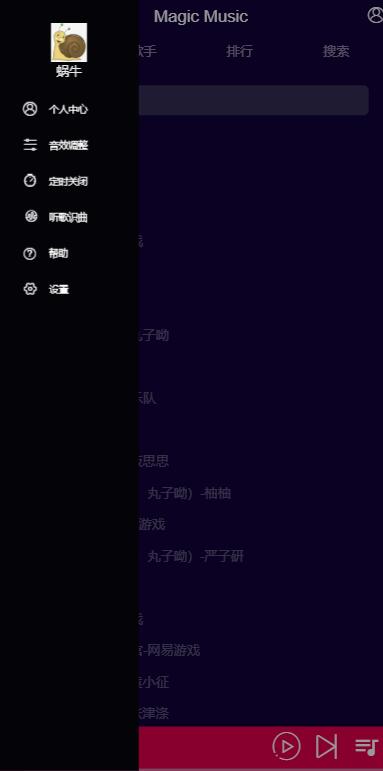 Magic Music
歌手
排行
搜索
蜗牛
个人中心
音效调整
定时关闭
听歌识曲
帮助
设置
丸子呦
乐队
思思
丸子呦）-柚柚
游戏
丸子呦）-严子研
-网易游戏
小征
张津涤